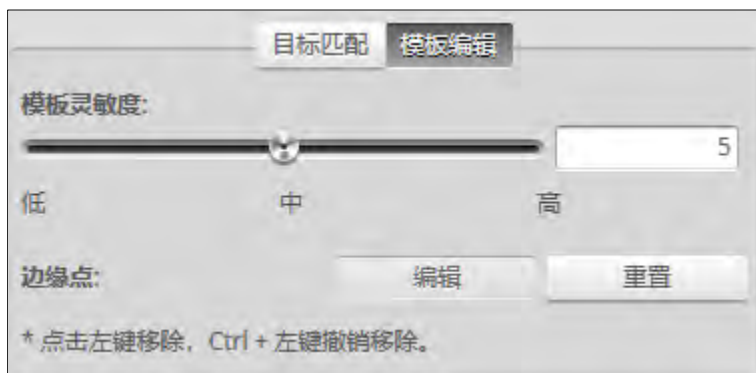 目标匹配 模板编辑
模板灵敏度:
5
低 中 高
边缘点: 编辑 重置
* 点击左键移除，Ctrl + 左键撤销移除。